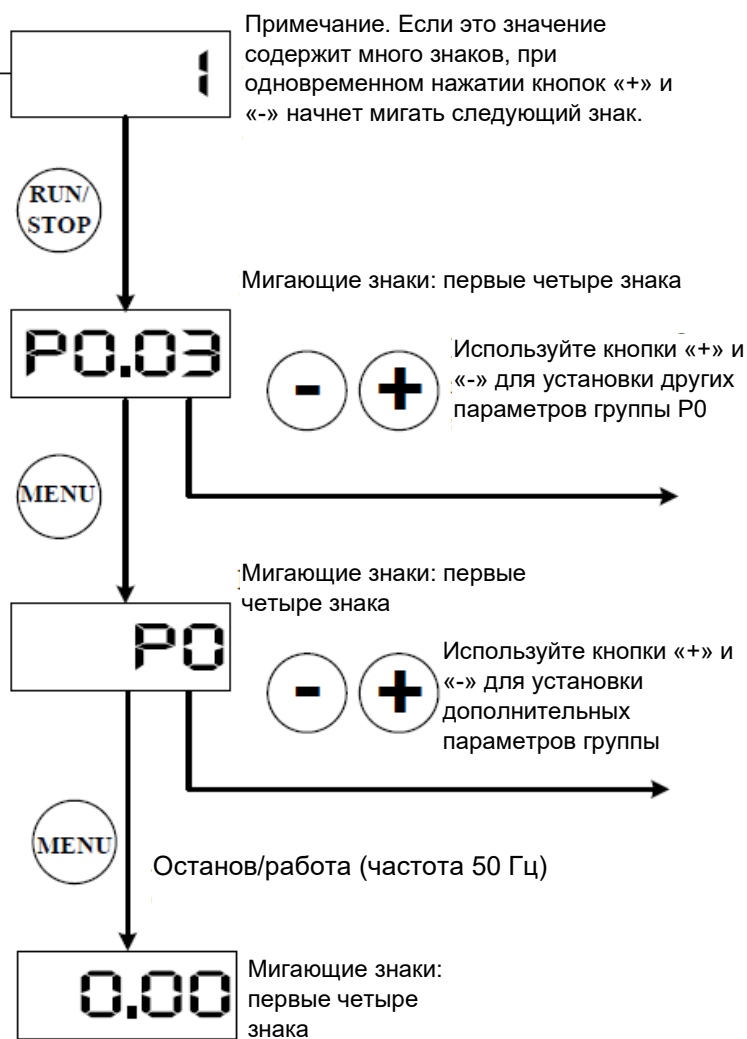 Примечание. Если это значение
содержит много знаков, при
одновременном нажатии кнопок «+» и
«-» начнет мигать следующий знак.
1
RUN/
STOP
Мигающие знаки: первые четыре знака
P0.03
- +
Используйте кнопки «+» и
«-» для установки других
параметров группы P0
MENU
Мигающие знаки: первые
четыре знака
P0
- +
Используйте кнопки «+» и
«-» для установки
дополнительных
параметров группы
MENU
Останов/работа (частота 50 Гц)
0.00
Мигающие знаки:
первые четыре
знака